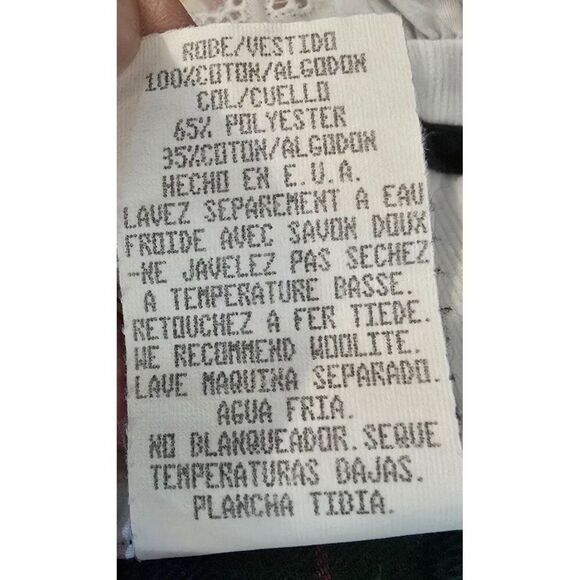 ROBE/VESTIDO
100%COTON/ALGODON
COL/CUELLO
65% POLYESTER
35%COTON/ALGODON
HECHO EN E.U.A.
LAVEZ SEPAREMENT A EAU
FROIDE AVEC SAVON DOUX
-NE JAVELEZ PAS SECHEZ
A TEMPERATURE BASSE.
RETOUCHEZ A FER TIEDE.
WE RECOMMEND WOOLITE.
LAVE MAQUINA SEPARADO.
AGUA FRIA.
NO BLANQUEADOR.SEQUE
TEMPERATURAS BAJAS.
PLANCHA TIDIA.